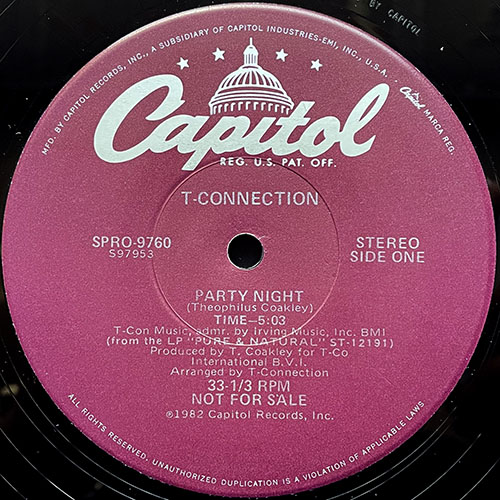 BY CAPITOL
MFD. BY CAPITOL RECORDS, INC., A SUBSIDIARY OF CAPITOL INDUSTRIES-EMI, INC., U.S.A.
Capitol MARCA REG.
Capitol
REG. U.S. PAT. OFF.
T-CONNECTION
SPRO-9760
S97953
STEREO
SIDE ONE
PARTY NIGHT
(Theophilus Coakley)
TIME—5:03
T-Con Music, admr. by Irving Music, Inc. BMI
(from the LP "PURE & NATURAL" ST-12191)
Produced by T. Coakley for T-Co
International B.V.I.
Arranged by T-Connection
33-1/3 RPM
NOT FOR SALE
℗1982 Capitol Records, Inc.
ALL RIGHTS RESERVED. UNAUTHORIZED DUPLICATION IS A VIOLATION OF APPLICABLE LAWS